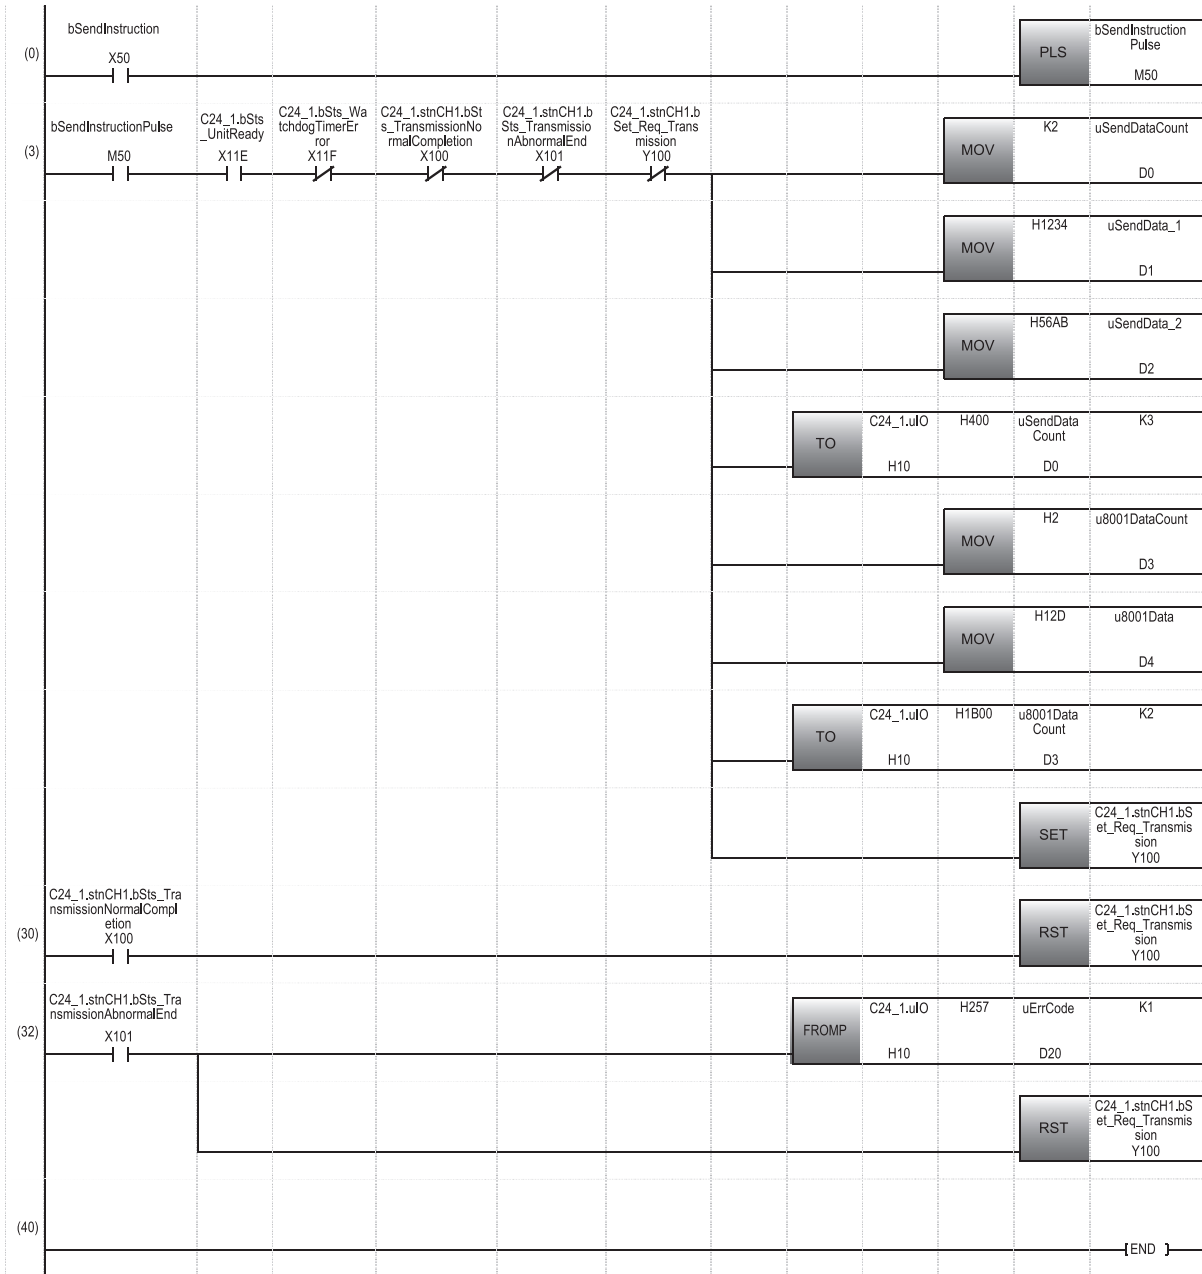 bSendInstruction
(0)
X50
PLS
bSendInstruction
Pulse
M50
bSendInstructionPulse
(3)
M50
C24_1.bSts
_UnitReady
X11E
C24_1.bSts_Wa
tchdogTimerEr
ror
X11F
C24_1.stnCH1.bSt
s_TransmissionNo
rmalCompletion
X100
C24_1.stnCH1.b
Sts_Transmissio
nAbnormalEnd
X101
C24_1.stnCH1.b
Set_Req_Trans
mission
Y100
MOV
K2
uSendDataCount
D0
MOV
H1234
uSendData_1
D1
MOV
H56AB
uSendData_2
D2
TO
C24_1.uIO
H10
H400
uSendData
Count
D0
K3
MOV
H2
u8001DataCount
D3
MOV
H12D
u8001Data
D4
TO
C24_1.uIO
H10
H1B00
u8001Data
Count
D3
K2
SET
C24_1.stnCH1.bS
et_Req_Transmis
sion
Y100
C24_1.stnCH1.bSts_Tra
nsmissionNormalCompl
etion
(30)
X100
RST
C24_1.stnCH1.bS
et_Req_Transmis
sion
Y100
C24_1.stnCH1.bSts_Tra
nsmissionAbnormalEnd
(32)
X101
FROMP
C24_1.uIO
H10
H257
uErrCode
D20
K1
RST
C24_1.stnCH1.bS
et_Req_Transmis
sion
Y100
(40)
[END ]